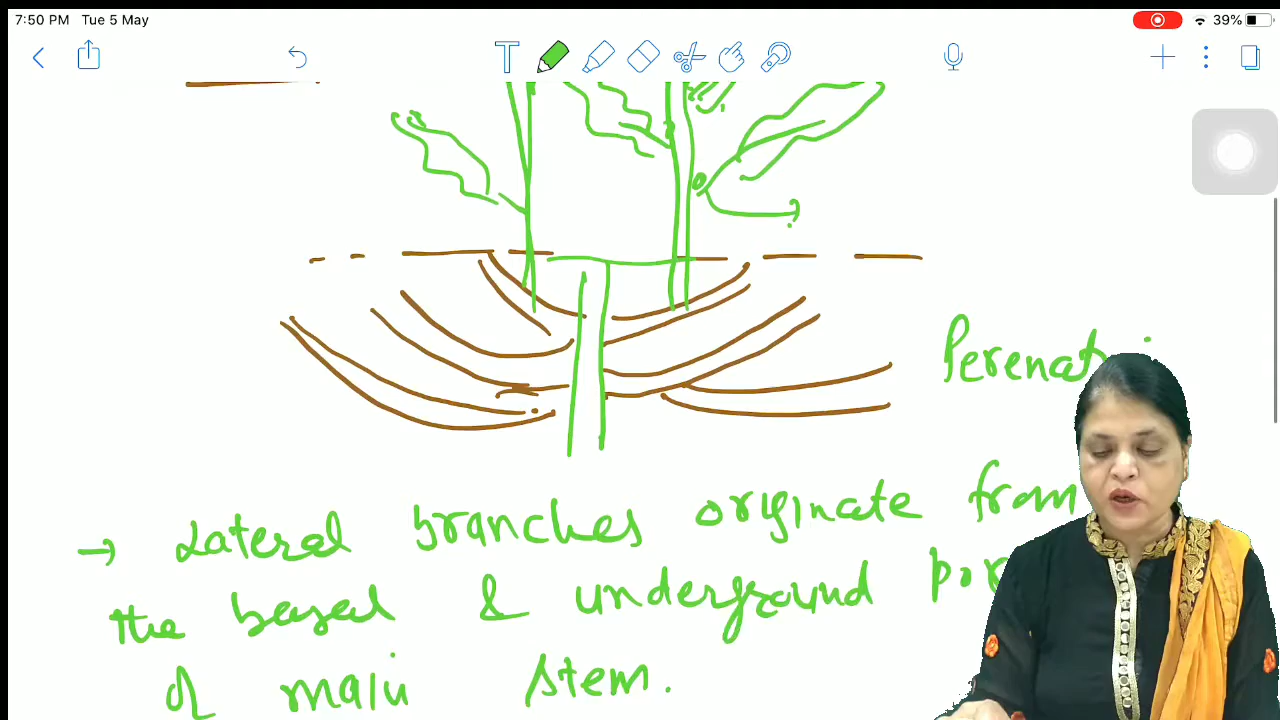 7:50 PM Tue 5 May
39%
T
→ Lateral branches originate from
the basal & underground
of main stem.